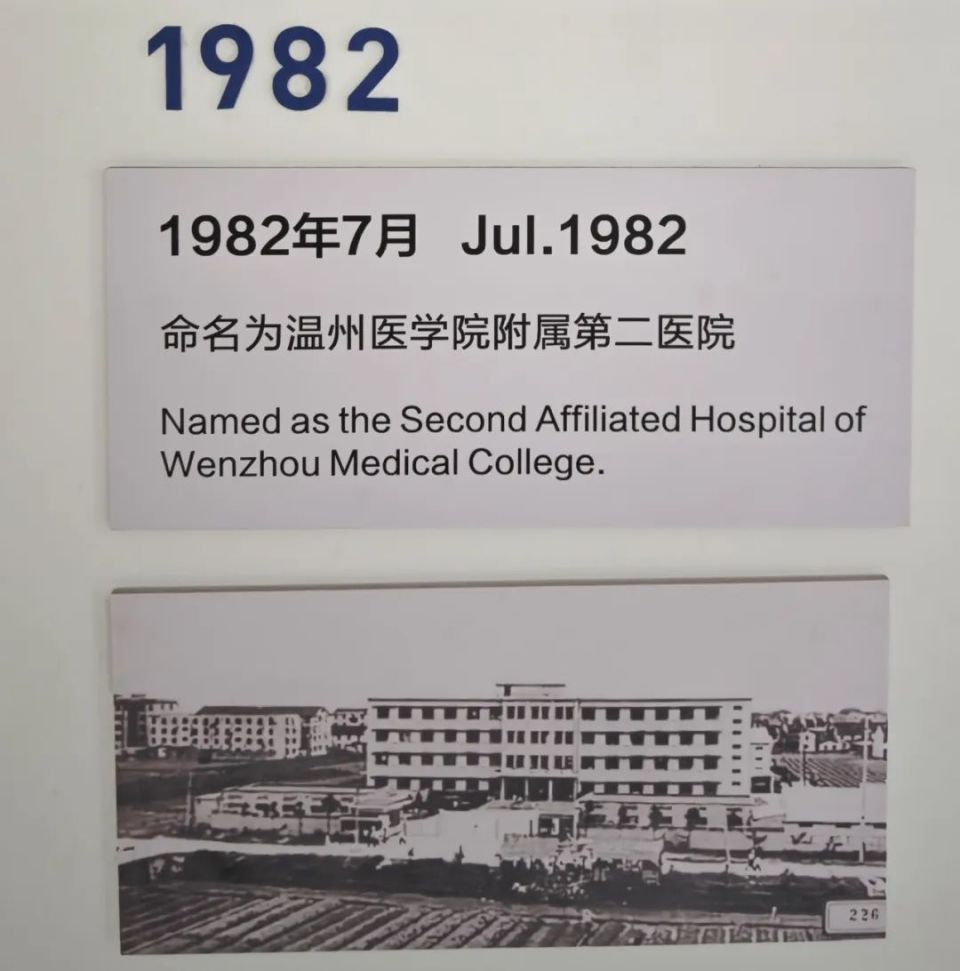 1982
1982年7月 Jul.1982
命名为温州医学院附属第二医院
Named as the Second Affiliated Hospital of
Wenzhou Medical College.
226